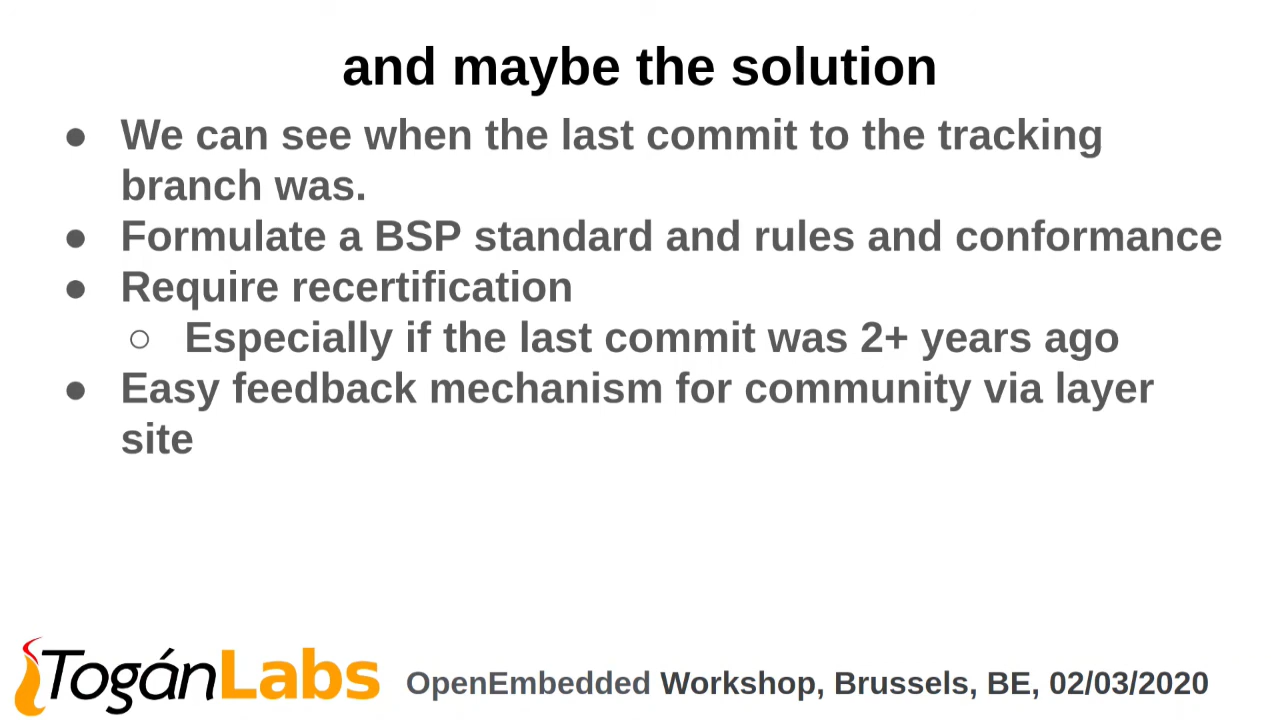 and maybe the solution
● We can see when the last commit to the tracking
branch was.
● Formulate a BSP standard and rules and conformance
● Require recertification
○ Especially if the last commit was 2+ years ago
● Easy feedback mechanism for community via layer
site
TogánLabs
OpenEmbedded Workshop, Brussels, BE, 02/03/2020